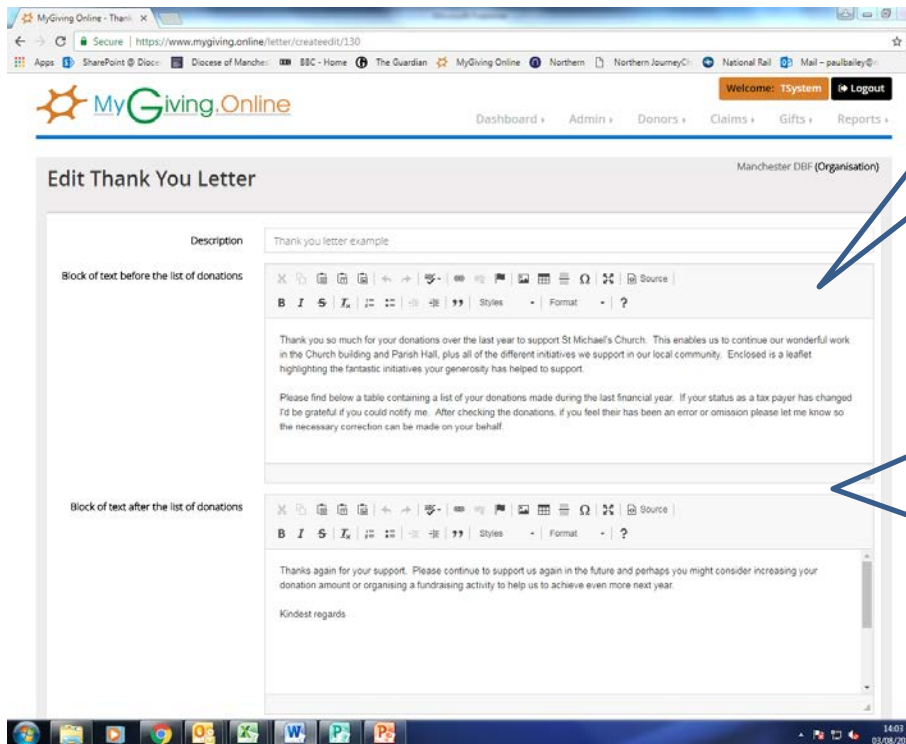 MyGiving Online - Thank
Secure | https://www.mygiving.online/letter/createedit/130
Apps SharePoint @ Dioce Diocese of Manche BBC - Home The Guardian MyGiving Online Northern Northern JourneyCh National Rail Mail – paulbailey@
MyGiving.Online
Welcome: TSystem Logout
Dashboard Admin Donors Claims Gifts Reports
Edit Thank You Letter
Manchester DBF (Organisation)
Description
Thank you letter example
Block of text before the list of donations
Source
B I S Ix Styles Format ?
Thank you so much for your donations over the last year to support St Michael's Church. This enables us to continue our wonderful work
in the Church building and Parish Hall, plus all of the different initiatives we support in our local community. Enclosed is a leaflet
highlighting the fantastic initiatives your generosity has helped to support.
Please find below a table containing a list of your donations made during the last financial year. If your status as a tax payer has changed
I'd be grateful if you could notify me. After checking the donations, if you feel their has been an error or omission please let me know so
the necessary correction can be made on your behalf.
Block of text after the list of donations
Source
B I S Ix Styles Format ?
Thanks again for your support. Please continue to support us again in the future and perhaps you might consider increasing your
donation amount or organising a fundraising activity to help us to achieve even more next year.
Kindest regards
14:03
03/08/20